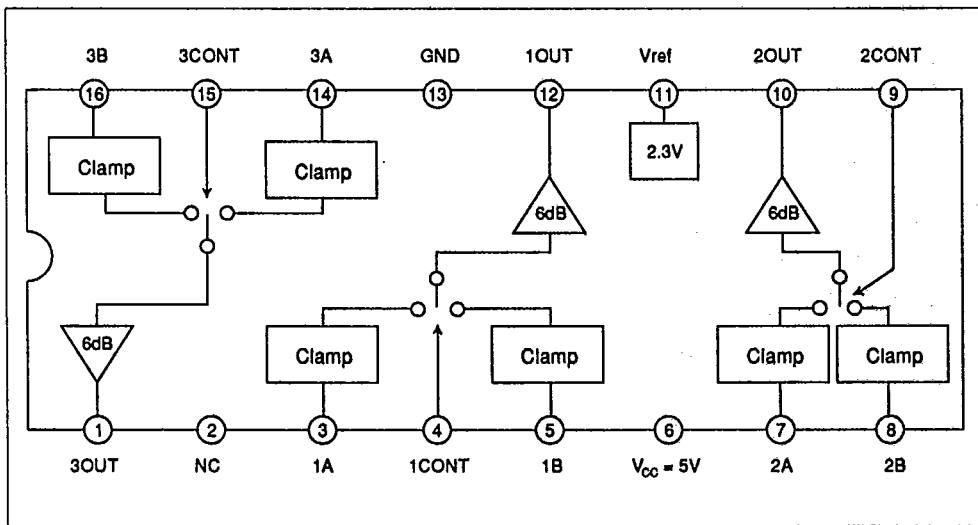 3B 3CONT 3A GND 1OUT Vref 2OUT 2CONT
16 15 14 13 12 11 10 9
Clamp Clamp 2.3V
6dB 6dB
6dB Clamp Clamp Clamp Clamp
1 2 3 4 5 6 7 8
3OUT NC 1A 1CONT 1B VCC = 5V 2A 2B